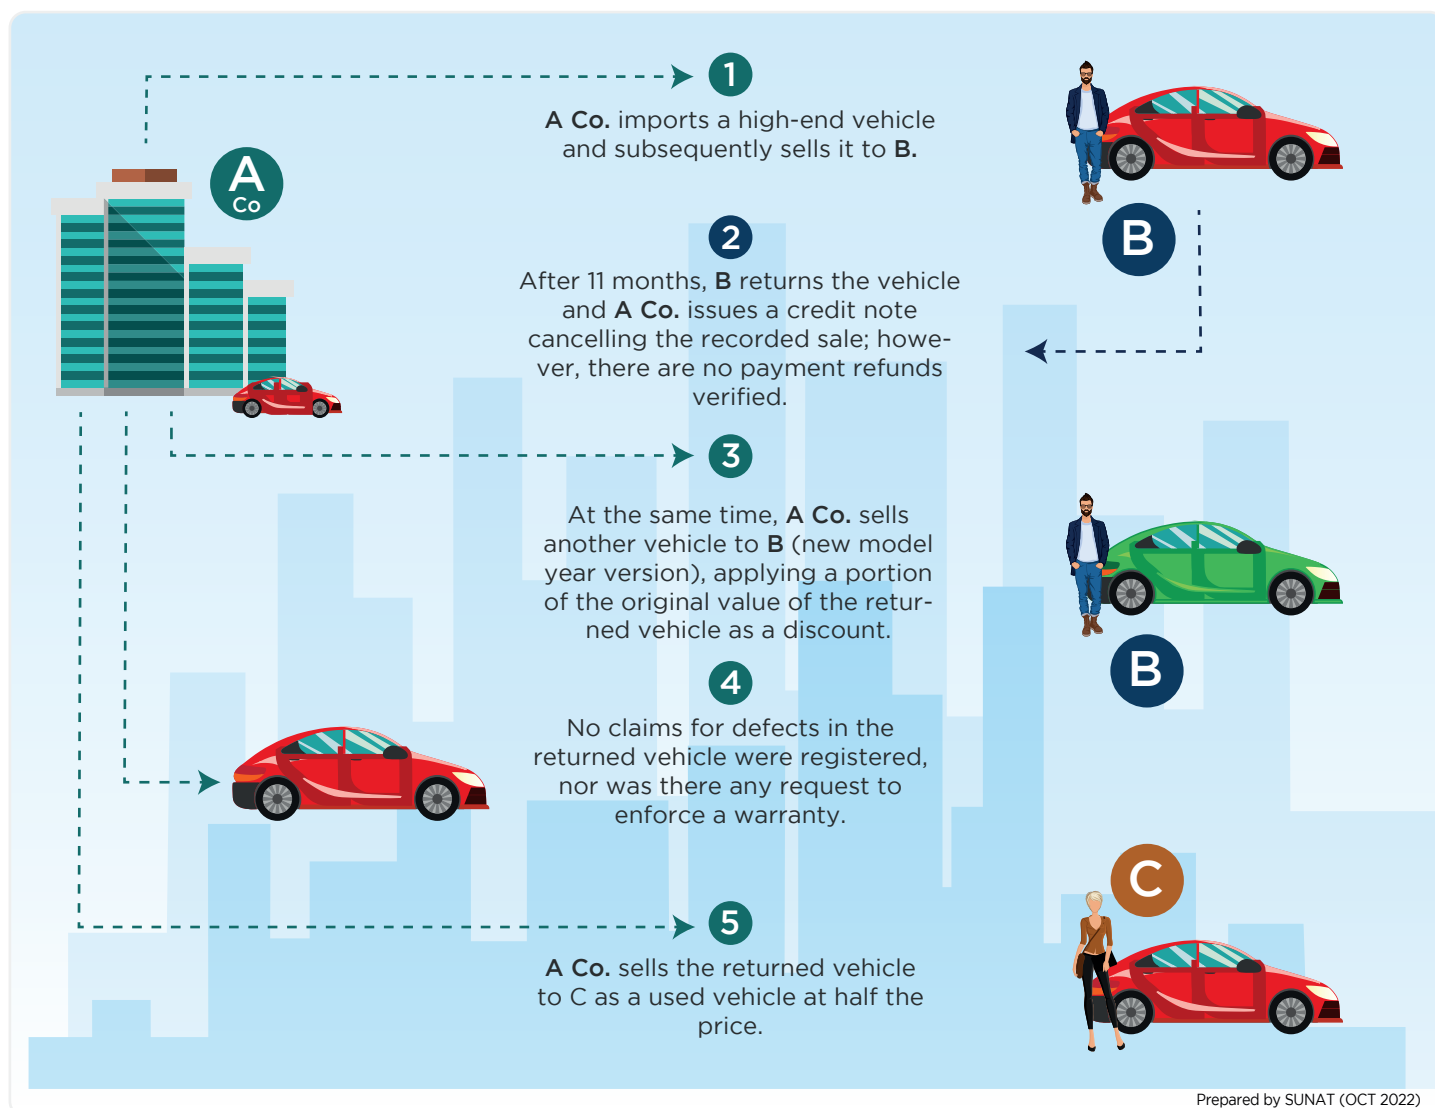 1
A Co. imports a high-end vehicle
and subsequently sells it to B.
A
Co
B
2
After 11 months, B returns the vehicle
and A Co. issues a credit note
cancelling the recorded sale; howe-
ver, there are no payment refunds
verified.
3
At the same time, A Co. sells
another vehicle to B (new model
year version), applying a portion
of the original value of the retur-
ned vehicle as a discount.
B
4
No claims for defects in the
returned vehicle were registered,
nor was there any request to
enforce a warranty.
C
5
A Co. sells the returned vehicle
to C as a used vehicle at half the
price.
Prepared by SUNAT (OCT 2022)